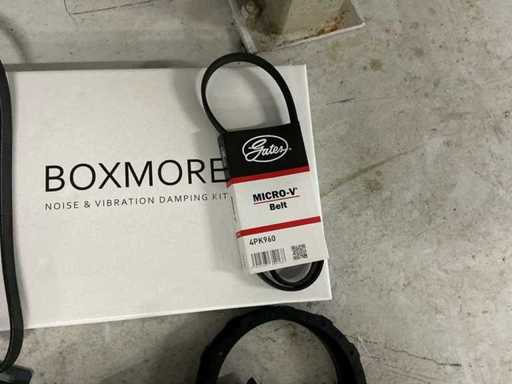 BOXMORE
NOISE & VIBRATION DAMPING KIT
Gates
MICRO-V®
Belt
4PK960